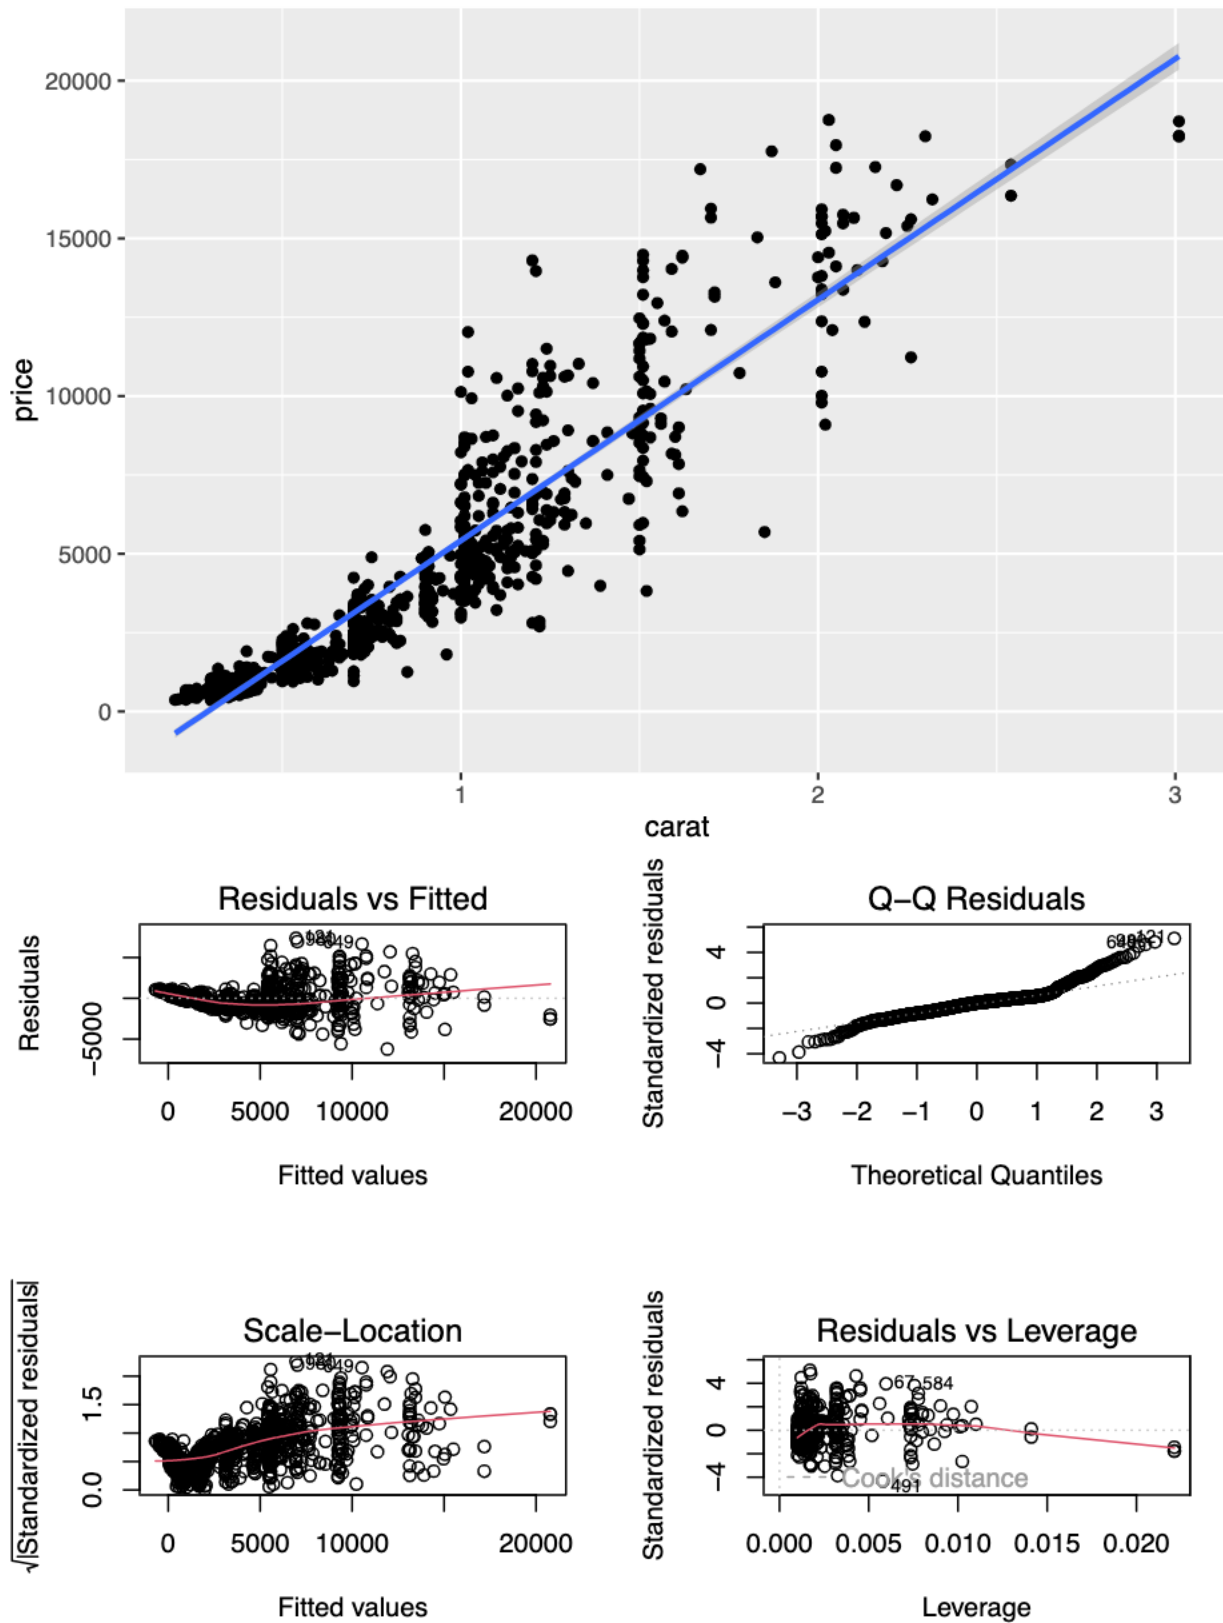 20000
15000
10000
5000
0
price
1
2
3
carat
Residuals vs Fitted
Residuals
−5000
0
5000
10000
20000
Fitted values
Q−Q Residuals
Standardized residuals
4
0
−4
121
−3
−2
−1
0
1
2
3
Theoretical Quantiles
Scale−Location
√|Standardized residuals|
1.5
0.0
0
5000
10000
20000
Fitted values
Residuals vs Leverage
Standardized residuals
4
0
−4
67
584
Cook's distance
491
0.000
0.005
0.010
0.015
0.020
Leverage